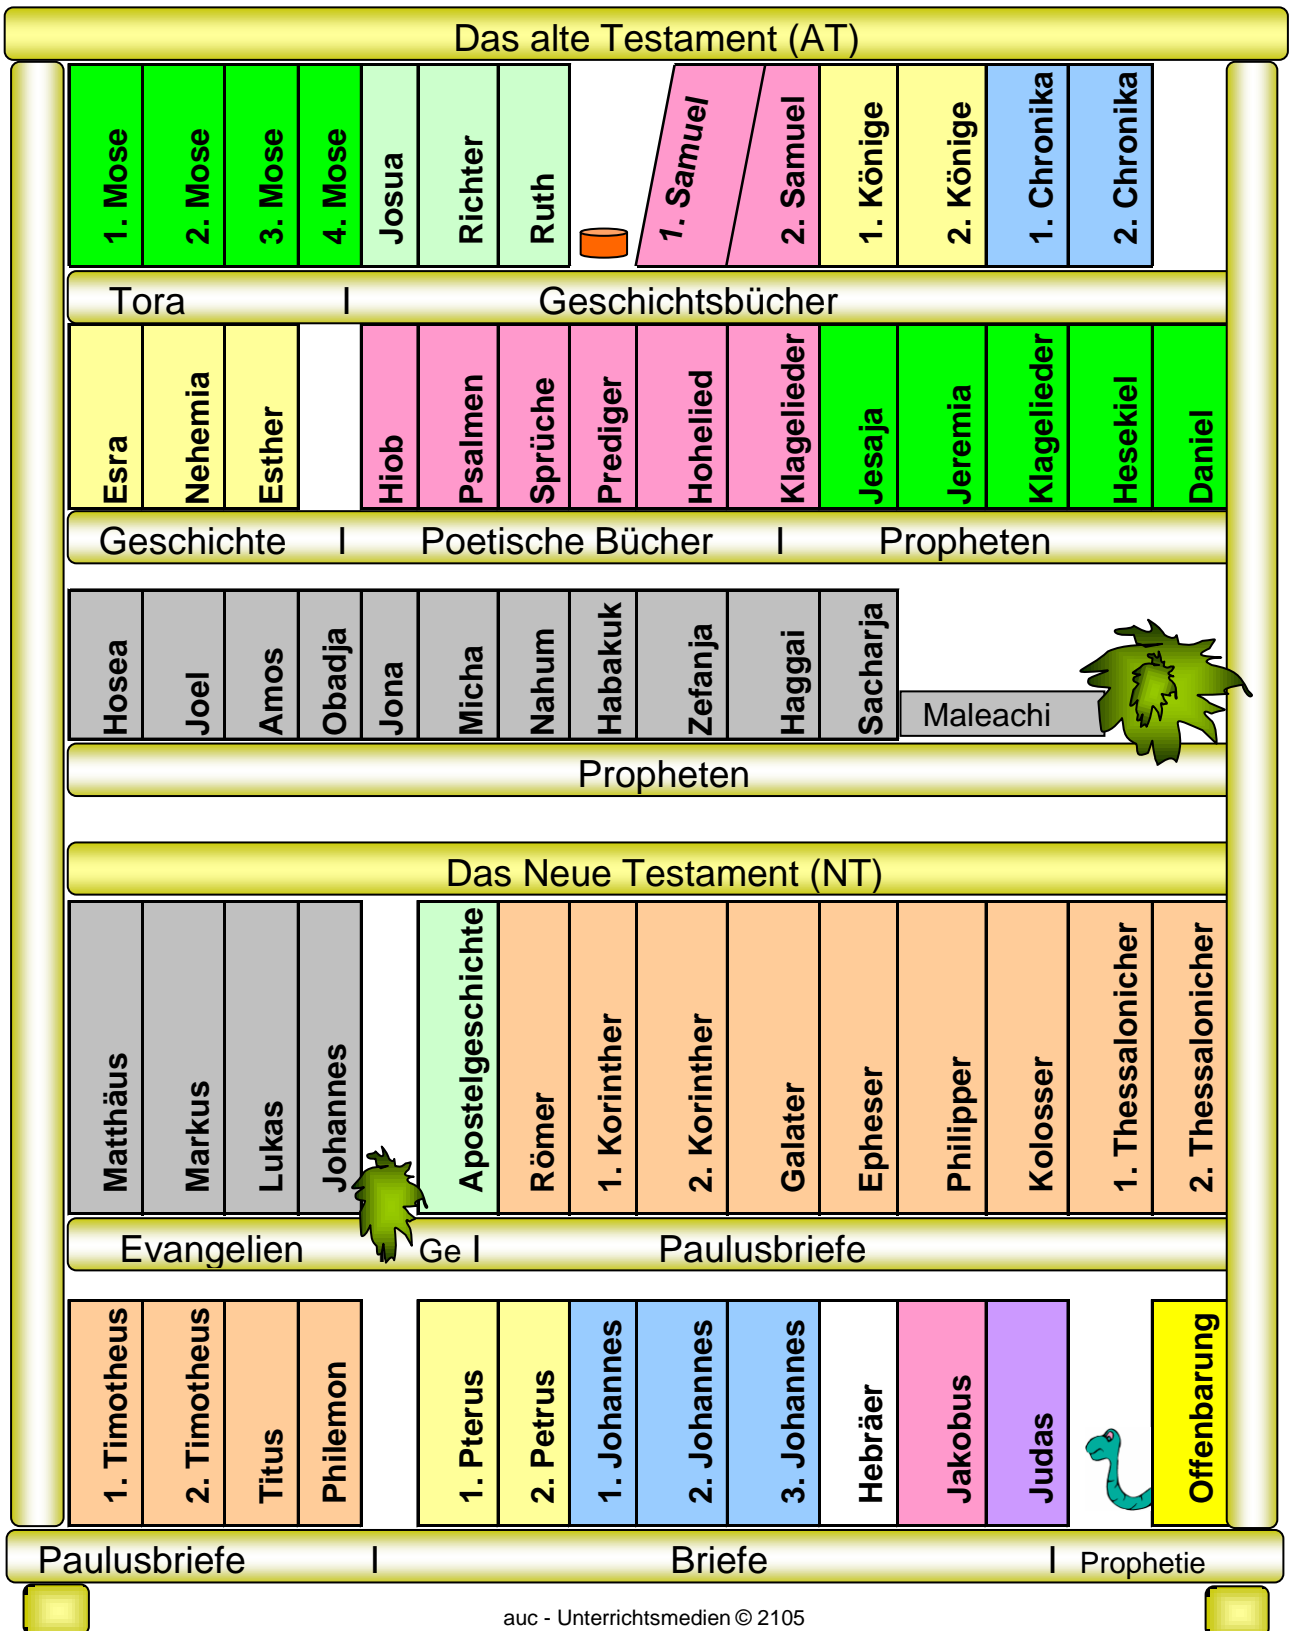 Das alte Testament (AT)
1. Mose
2. Mose
3. Mose
4. Mose
Josua
Richter
Ruth
1. Samuel
2. Samuel
1. Könige
2. Könige
1. Chronika
2. Chronika
Tora I Geschichtsbücher
Esra
Nehemia
Esther
Hiob
Psalmen
Sprüche
Prediger
Hohelied
Klagelieder
Jesaja
Jeremia
Klagelieder
Hesekiel
Daniel
Geschichte I Poetische Bücher I Propheten
Hosea
Joel
Amos
Obadja
Jona
Micha
Nahum
Habakuk
Zefanja
Haggai
Sacharja
Maleachi
Propheten
Das Neue Testament (NT)
Matthäus
Markus
Lukas
Johannes
Apostelgeschichte
Römer
1. Korinther
2. Korinther
Galater
Epheser
Philipper
Kolosser
1. Thessalonicher
2. Thessalonicher
Evangelien Ge I Paulusbriefe
1. Timotheus
2. Timotheus
Titus
Philemon
1. Pterus
2. Petrus
1. Johannes
2. Johannes
3. Johannes
Hebräer
Jakobus
Judas
Offenbarung
Paulusbriefe I Briefe I Prophetie
auc - Unterrichtsmedien © 2105